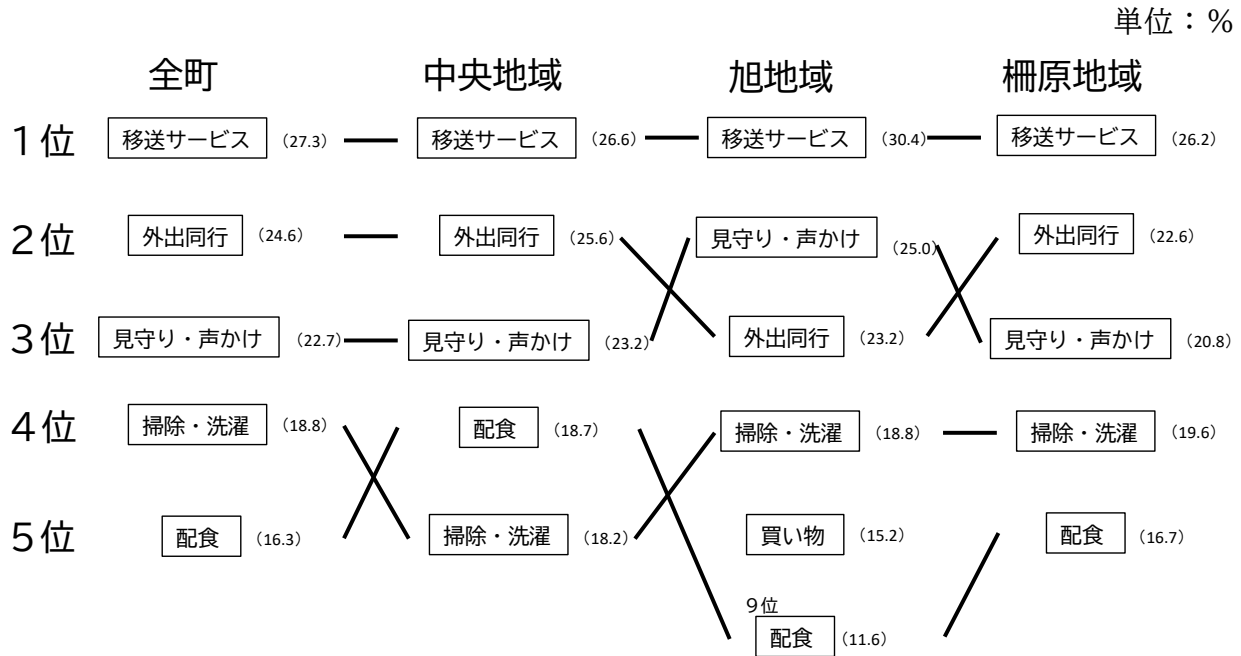 単位：%
全町 中央地域 旭地域 柵原地域
1位 移送サービス (27.3) 移送サービス (26.6) 移送サービス (30.4) 移送サービス (26.2)
2位 外出同行 (24.6) 外出同行 (25.6) 見守り・声かけ (25.0) 外出同行 (22.6)
3位 見守り・声かけ (22.7) 見守り・声かけ (23.2) 外出同行 (23.2) 見守り・声かけ (20.8)
4位 掃除・洗濯 (18.8) 配食 (18.7) 掃除・洗濯 (18.8) 掃除・洗濯 (19.6)
5位 配食 (16.3) 掃除・洗濯 (18.2) 買い物 (15.2) 配食 (16.7)
9位
配食 (11.6)